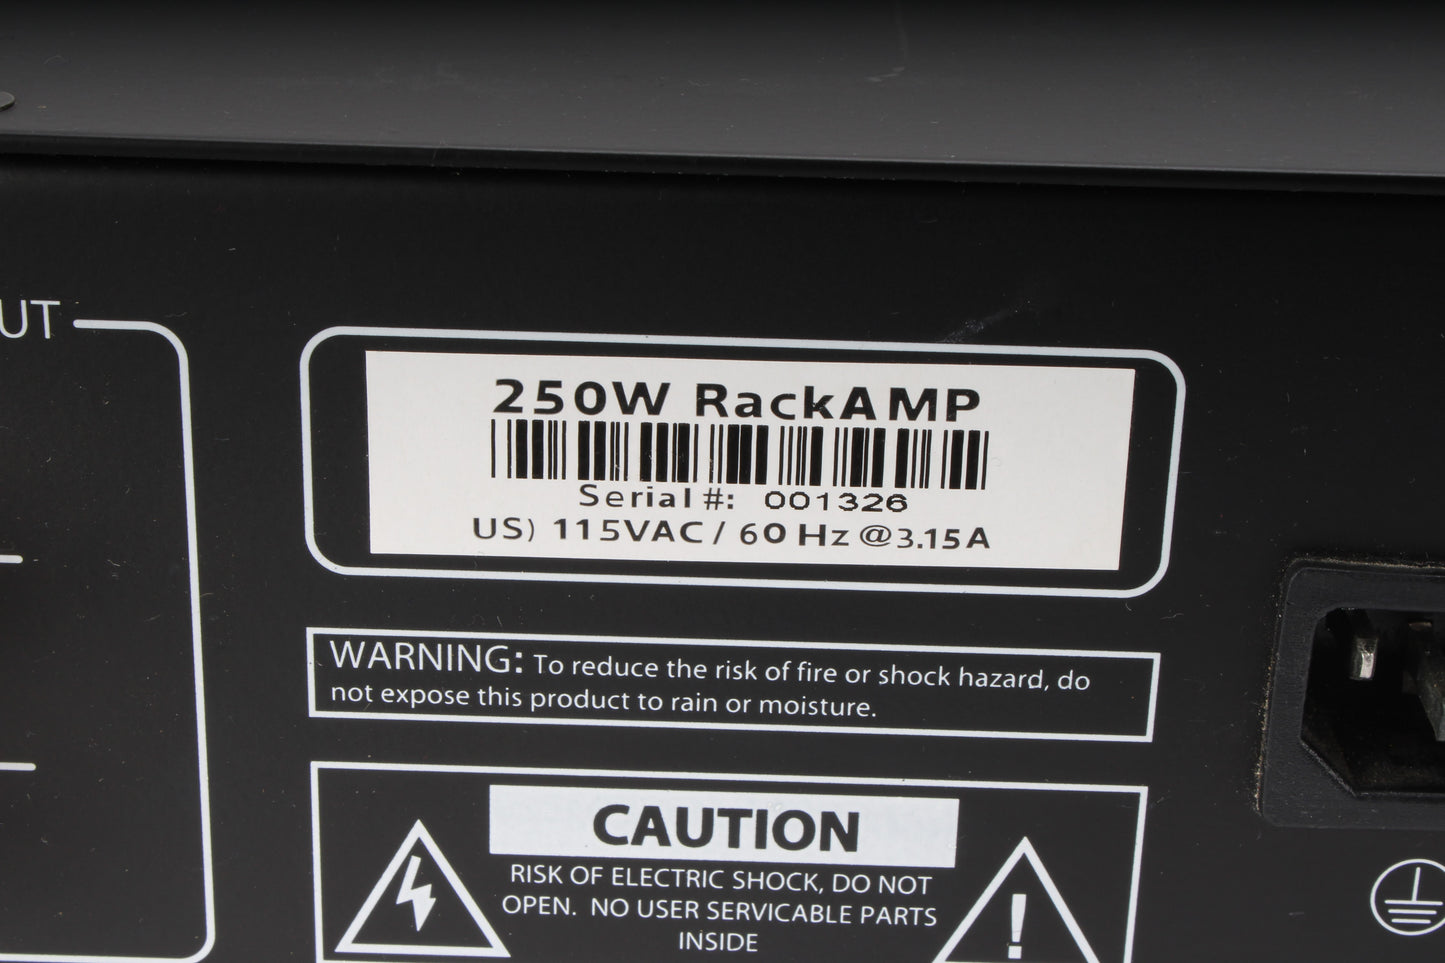 UT
250W RackAMP
Serial #: 001326
US) 115VAC / 60 Hz @3.15A
WARNING: To reduce the risk of fire or shock hazard, do
not expose this product to rain or moisture.
CAUTION
RISK OF ELECTRIC SHOCK, DO NOT
OPEN. NO USER SERVICABLE PARTS
INSIDE